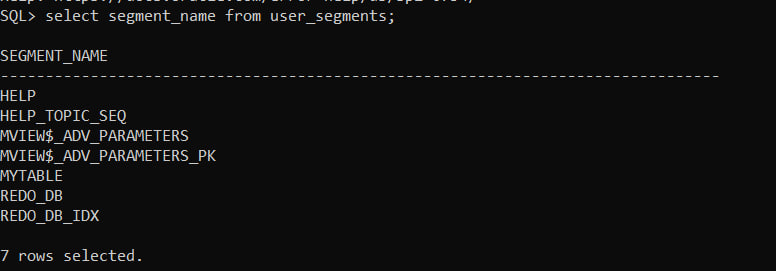 SQL> select segment_name from user_segments;
SEGMENT_NAME
--------------------------------------------------------------------------------
HELP
HELP_TOPIC_SEQ
MVIEW$_ADV_PARAMETERS
MVIEW$_ADV_PARAMETERS_PK
MYTABLE
REDO_DB
REDO_DB_IDX
7 rows selected.